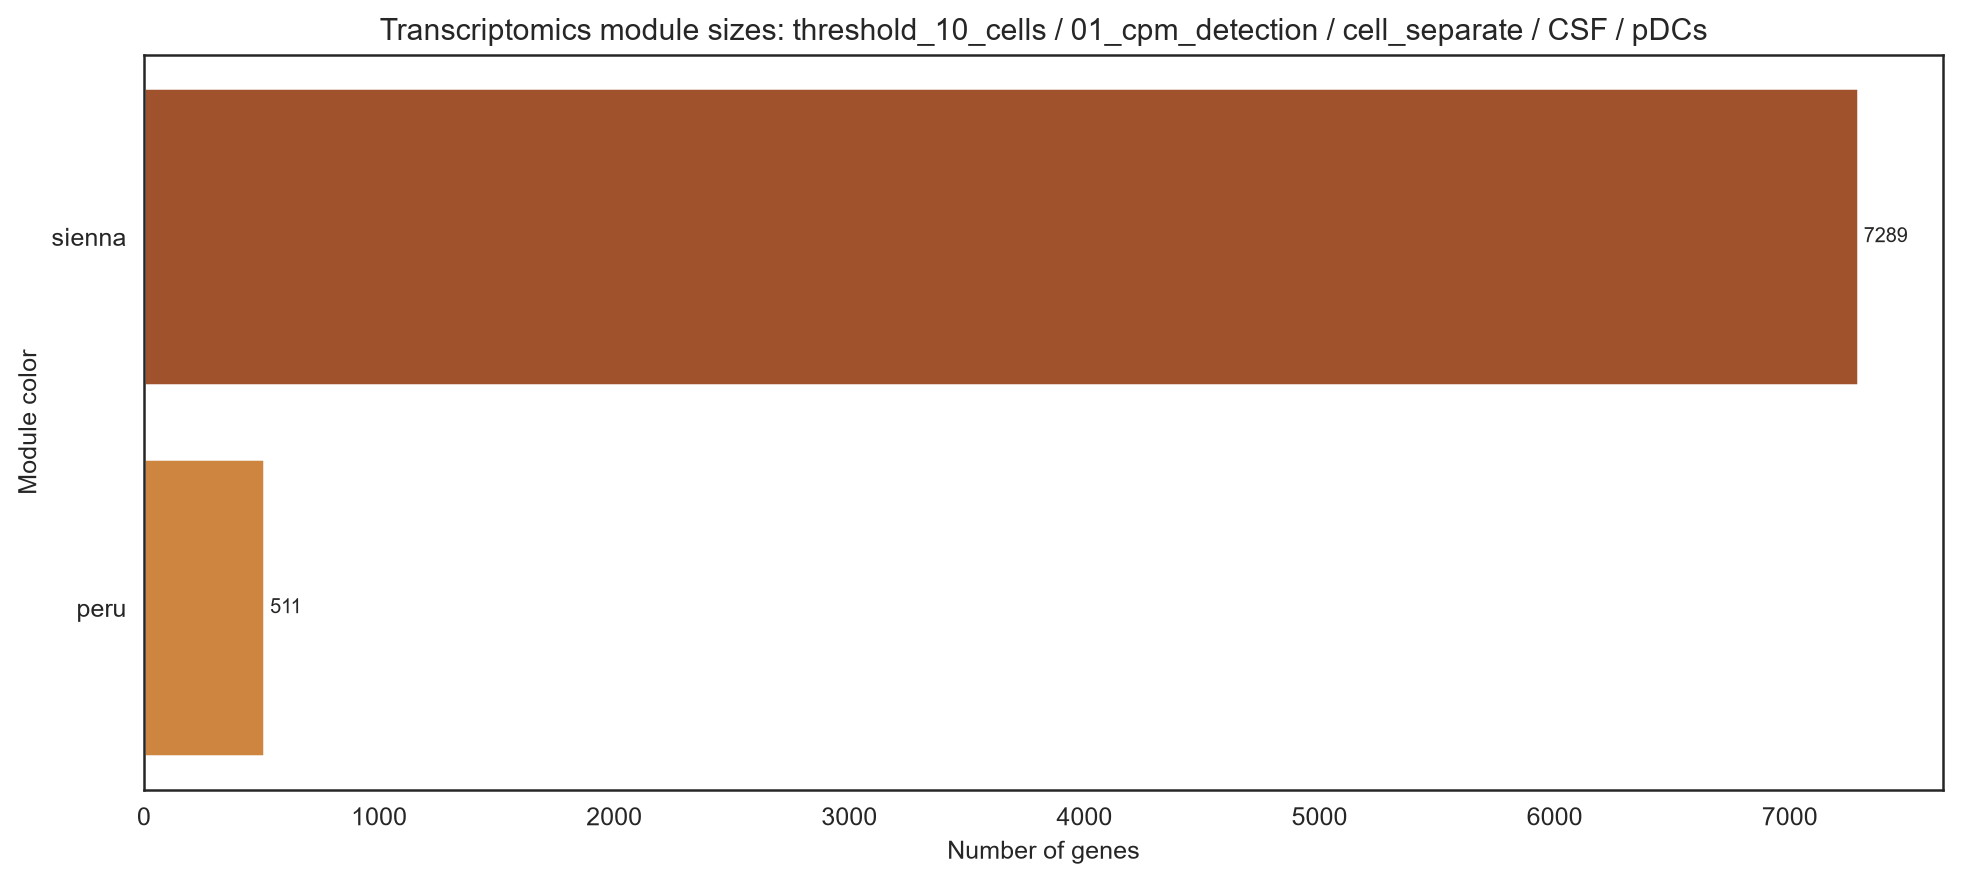 Transcriptomics module sizes: threshold_10_cells / 01_cpm_detection / cell_separate / CSF / pDCs
Module color
sienna
7289
peru
511
0 1000 2000 3000 4000 5000 6000 7000
Number of genes